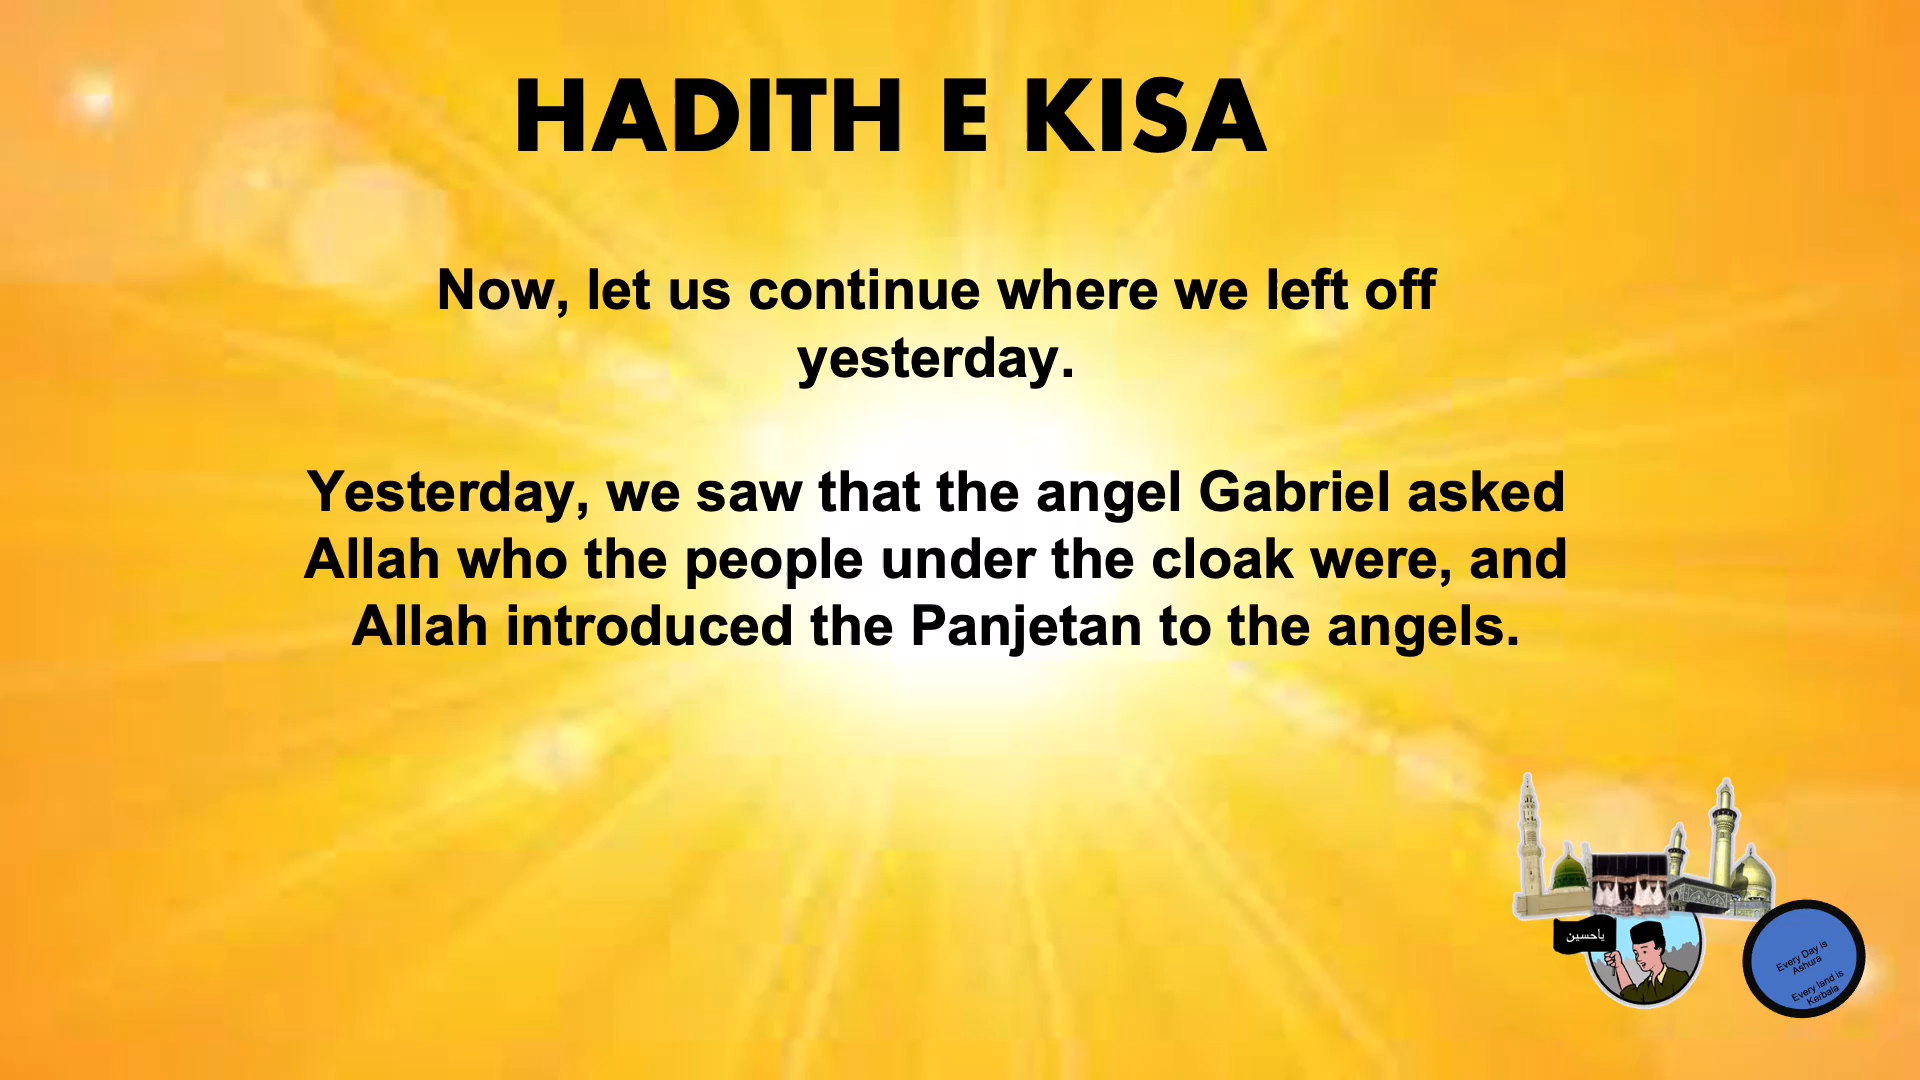 HADITH E KISA
Now, let us continue where we left off
yesterday.
Yesterday, we saw that the angel Gabriel asked
Allah who the people under the cloak were, and
Allah introduced the Panjetan to the angels.
ياحسين
Every Day is
Ashura
Every land is
Kerbala